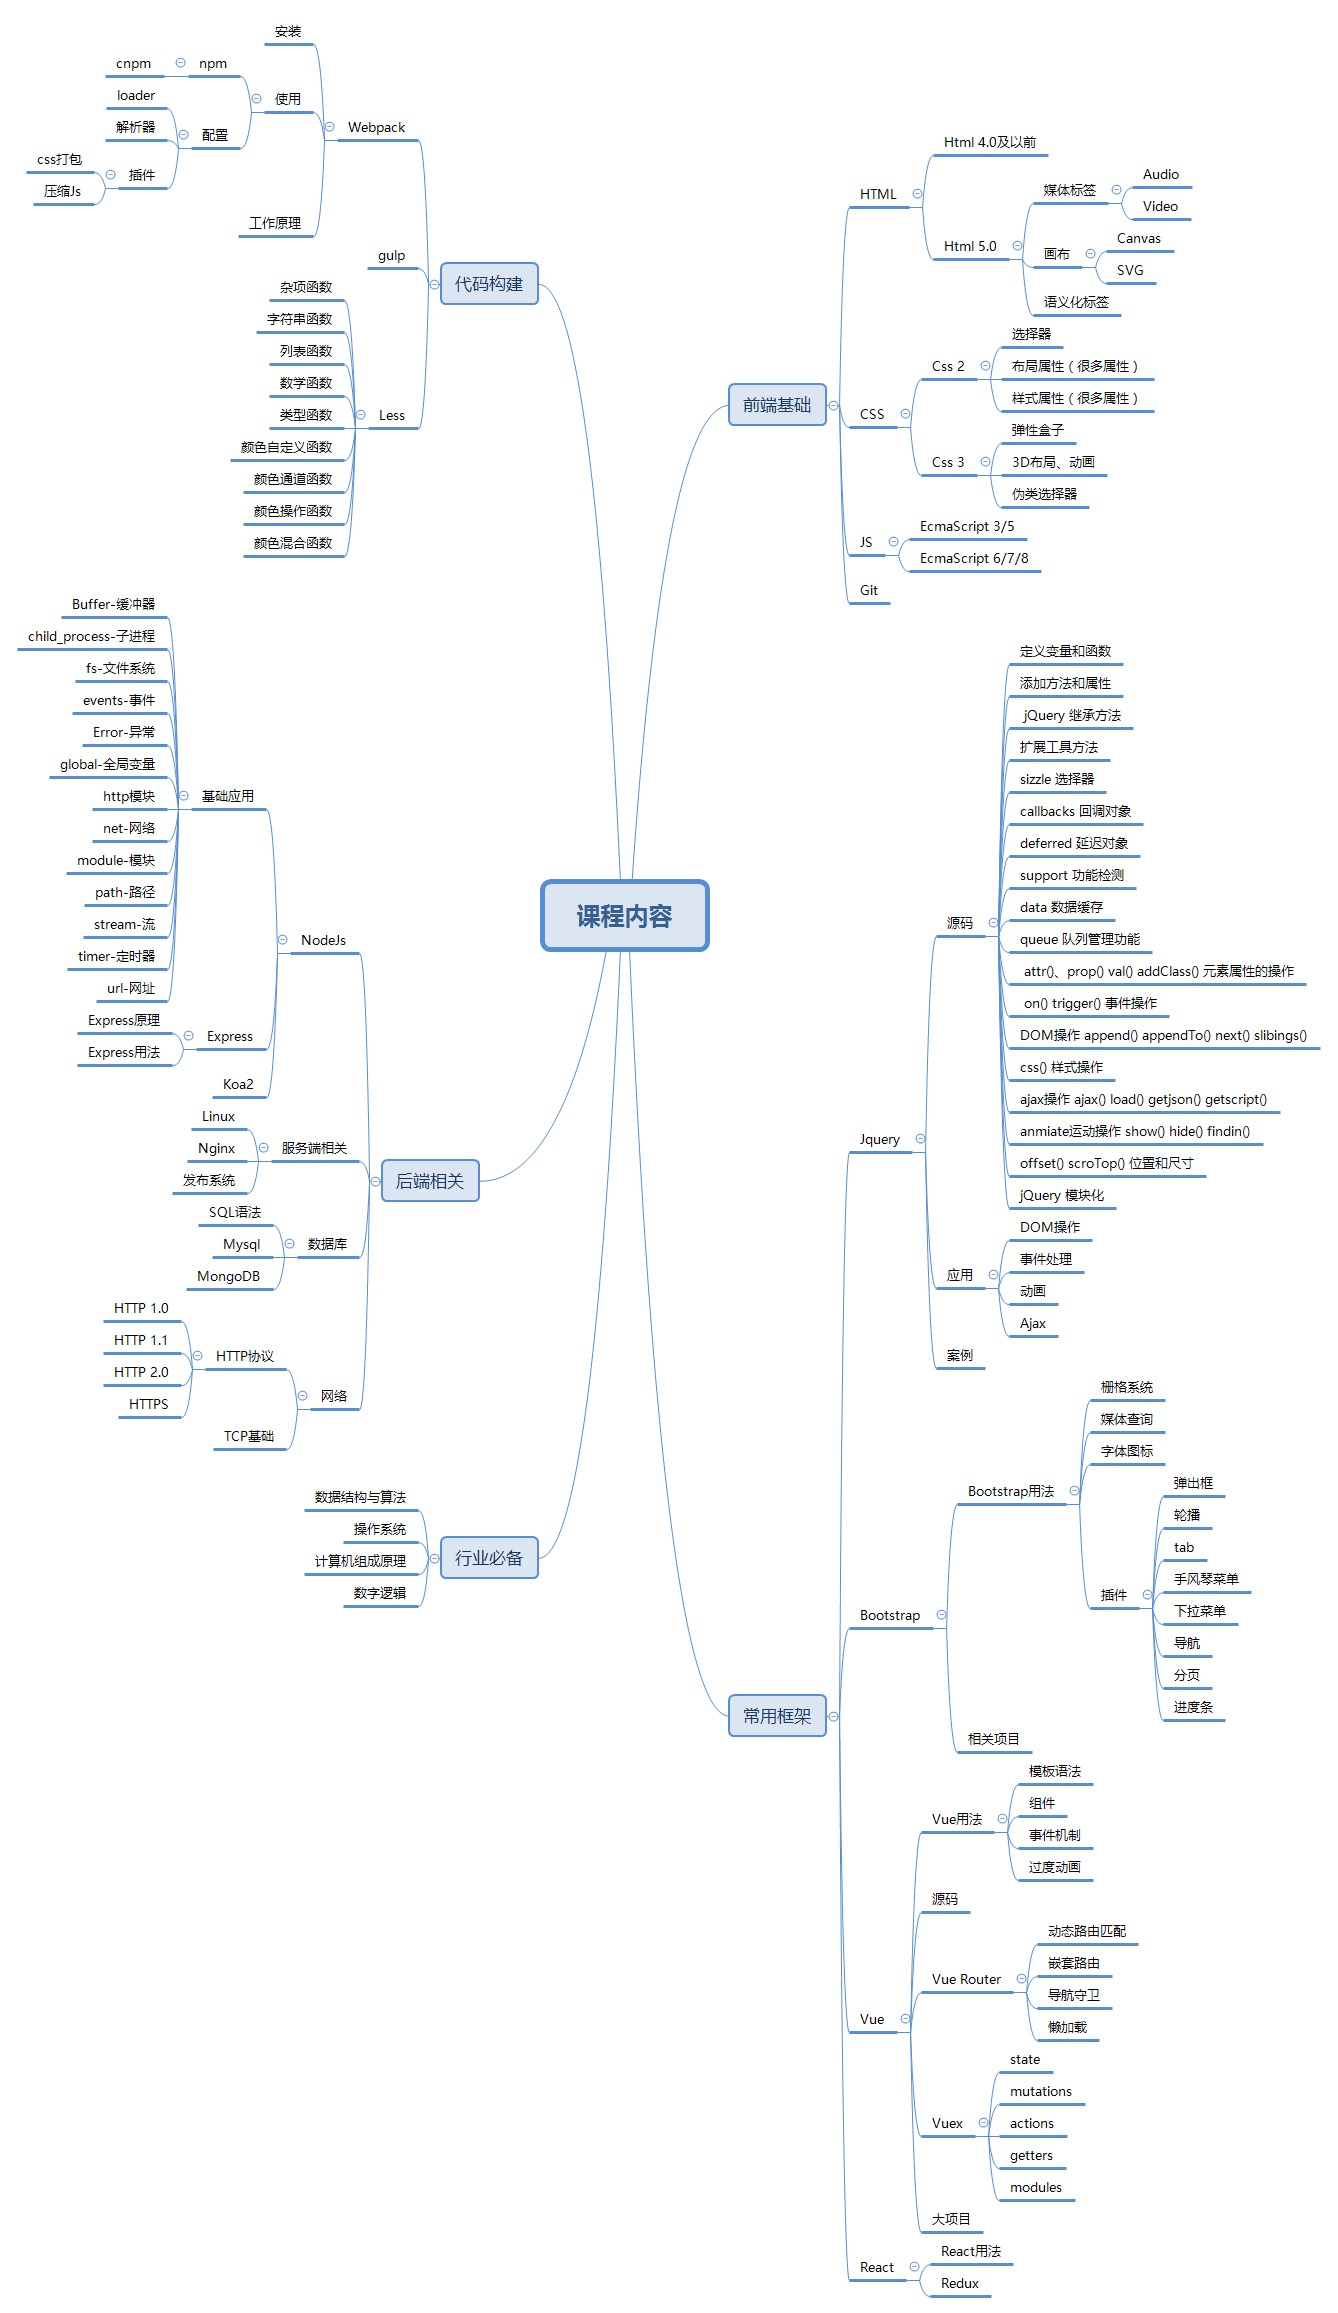 课程内容
前端基础
HTML
Html 4.0及以前
Html 5.0
媒体标签
Audio
Video
画布
Canvas
SVG
语义化标签
CSS
Css 2
选择器
布局属性（很多属性）
样式属性（很多属性）
Css 3
弹性盒子
3D布局、动画
伪类选择器
JS
EcmaScript 3/5
EcmaScript 6/7/8
Git
常用框架
Jquery
源码
定义变量和函数
添加方法和属性
jQuery 继承方法
扩展工具方法
sizzle 选择器
callbacks 回调对象
deferred 延迟对象
support 功能检测
data 数据缓存
queue 队列管理功能
attr()、prop() val() addClass() 元素属性的操作
on() trigger() 事件操作
DOM操作 append() appendTo() next() slibings()
css() 样式操作
ajax操作 ajax() load() getjson() getscript()
anmiate运动操作 show() hide() findin()
offset() scroTop() 位置和尺寸
jQuery 模块化
应用
DOM操作
事件处理
动画
Ajax
案例
Bootstrap
Bootstrap用法
栅格系统
媒体查询
字体图标
插件
弹出框
轮播
tab
手风琴菜单
下拉菜单
导航
分页
进度条
相关项目
Vue
Vue用法
模板语法
组件
事件机制
过度动画
源码
Vue Router
动态路由匹配
嵌套路由
导航守卫
懒加载
Vuex
state
mutations
actions
getters
modules
大项目
React
React用法
Redux
代码构建
Webpack
安装
使用
npm
cnpm
配置
loader
解析器
插件
css打包
压缩Js
工作原理
gulp
Less
杂项函数
字符串函数
列表函数
数学函数
类型函数
颜色自定义函数
颜色通道函数
颜色操作函数
颜色混合函数
后端相关
NodeJs
基础应用
Buffer-缓冲器
child_process-子进程
fs-文件系统
events-事件
Error-异常
global-全局变量
http模块
net-网络
module-模块
path-路径
stream-流
timer-定时器
url-网址
Express
Express原理
Express用法
Koa2
服务端相关
Linux
Nginx
发布系统
数据库
SQL语法
Mysql
MongoDB
网络
HTTP协议
HTTP 1.0
HTTP 1.1
HTTP 2.0
HTTPS
TCP基础
行业必备
数据结构与算法
操作系统
计算机组成原理
数字逻辑